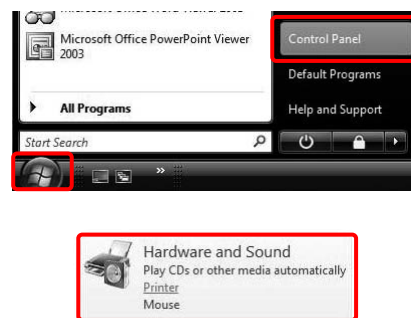 Microsoft Office PowerPoint Viewer
2003
Control Panel
Default Programs
All Programs
Help and Support
Start Search
»
Hardware and Sound
Play CDs or other media automatically
Printer
Mouse